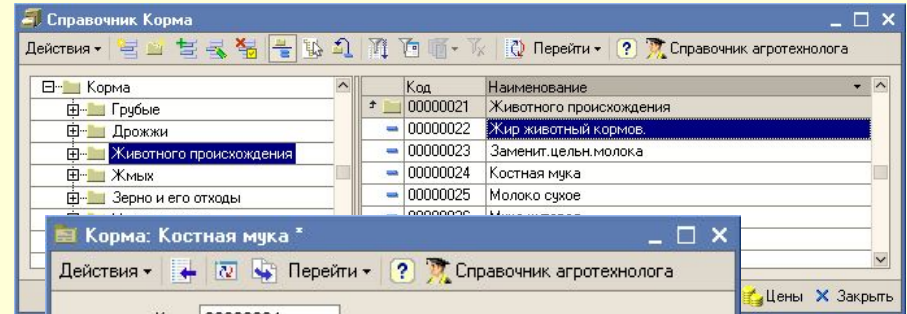 Справочник Корма
Действия Перейти ? Справочник агротехнолога
Корма
Грубые
Дрожжи
Животного происхождения
Жмых
Зерно и его отходы
Код Наименование
00000021 Животного происхождения
00000022 Жир животный кормов.
00000023 Заменит.цельн.молока
00000024 Костная мука
00000025 Молоко сухое
Корма: Костная мука *
Действия Перейти ? Справочник агротехнолога
Цены Закрыть